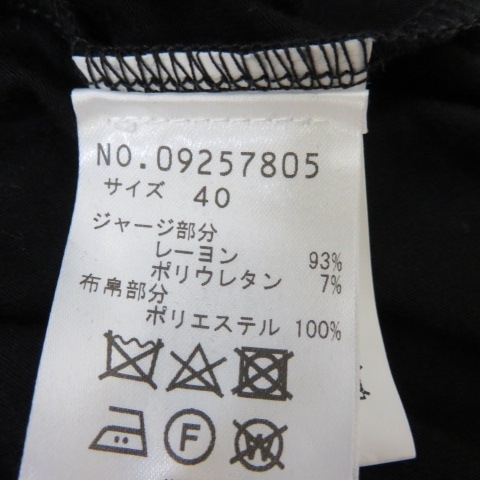 NO.09257805
サイズ 40
ジャージ部分
レーヨン 93%
ポリウレタン 7%
布帛部分
ポリエステル 100%
F
W